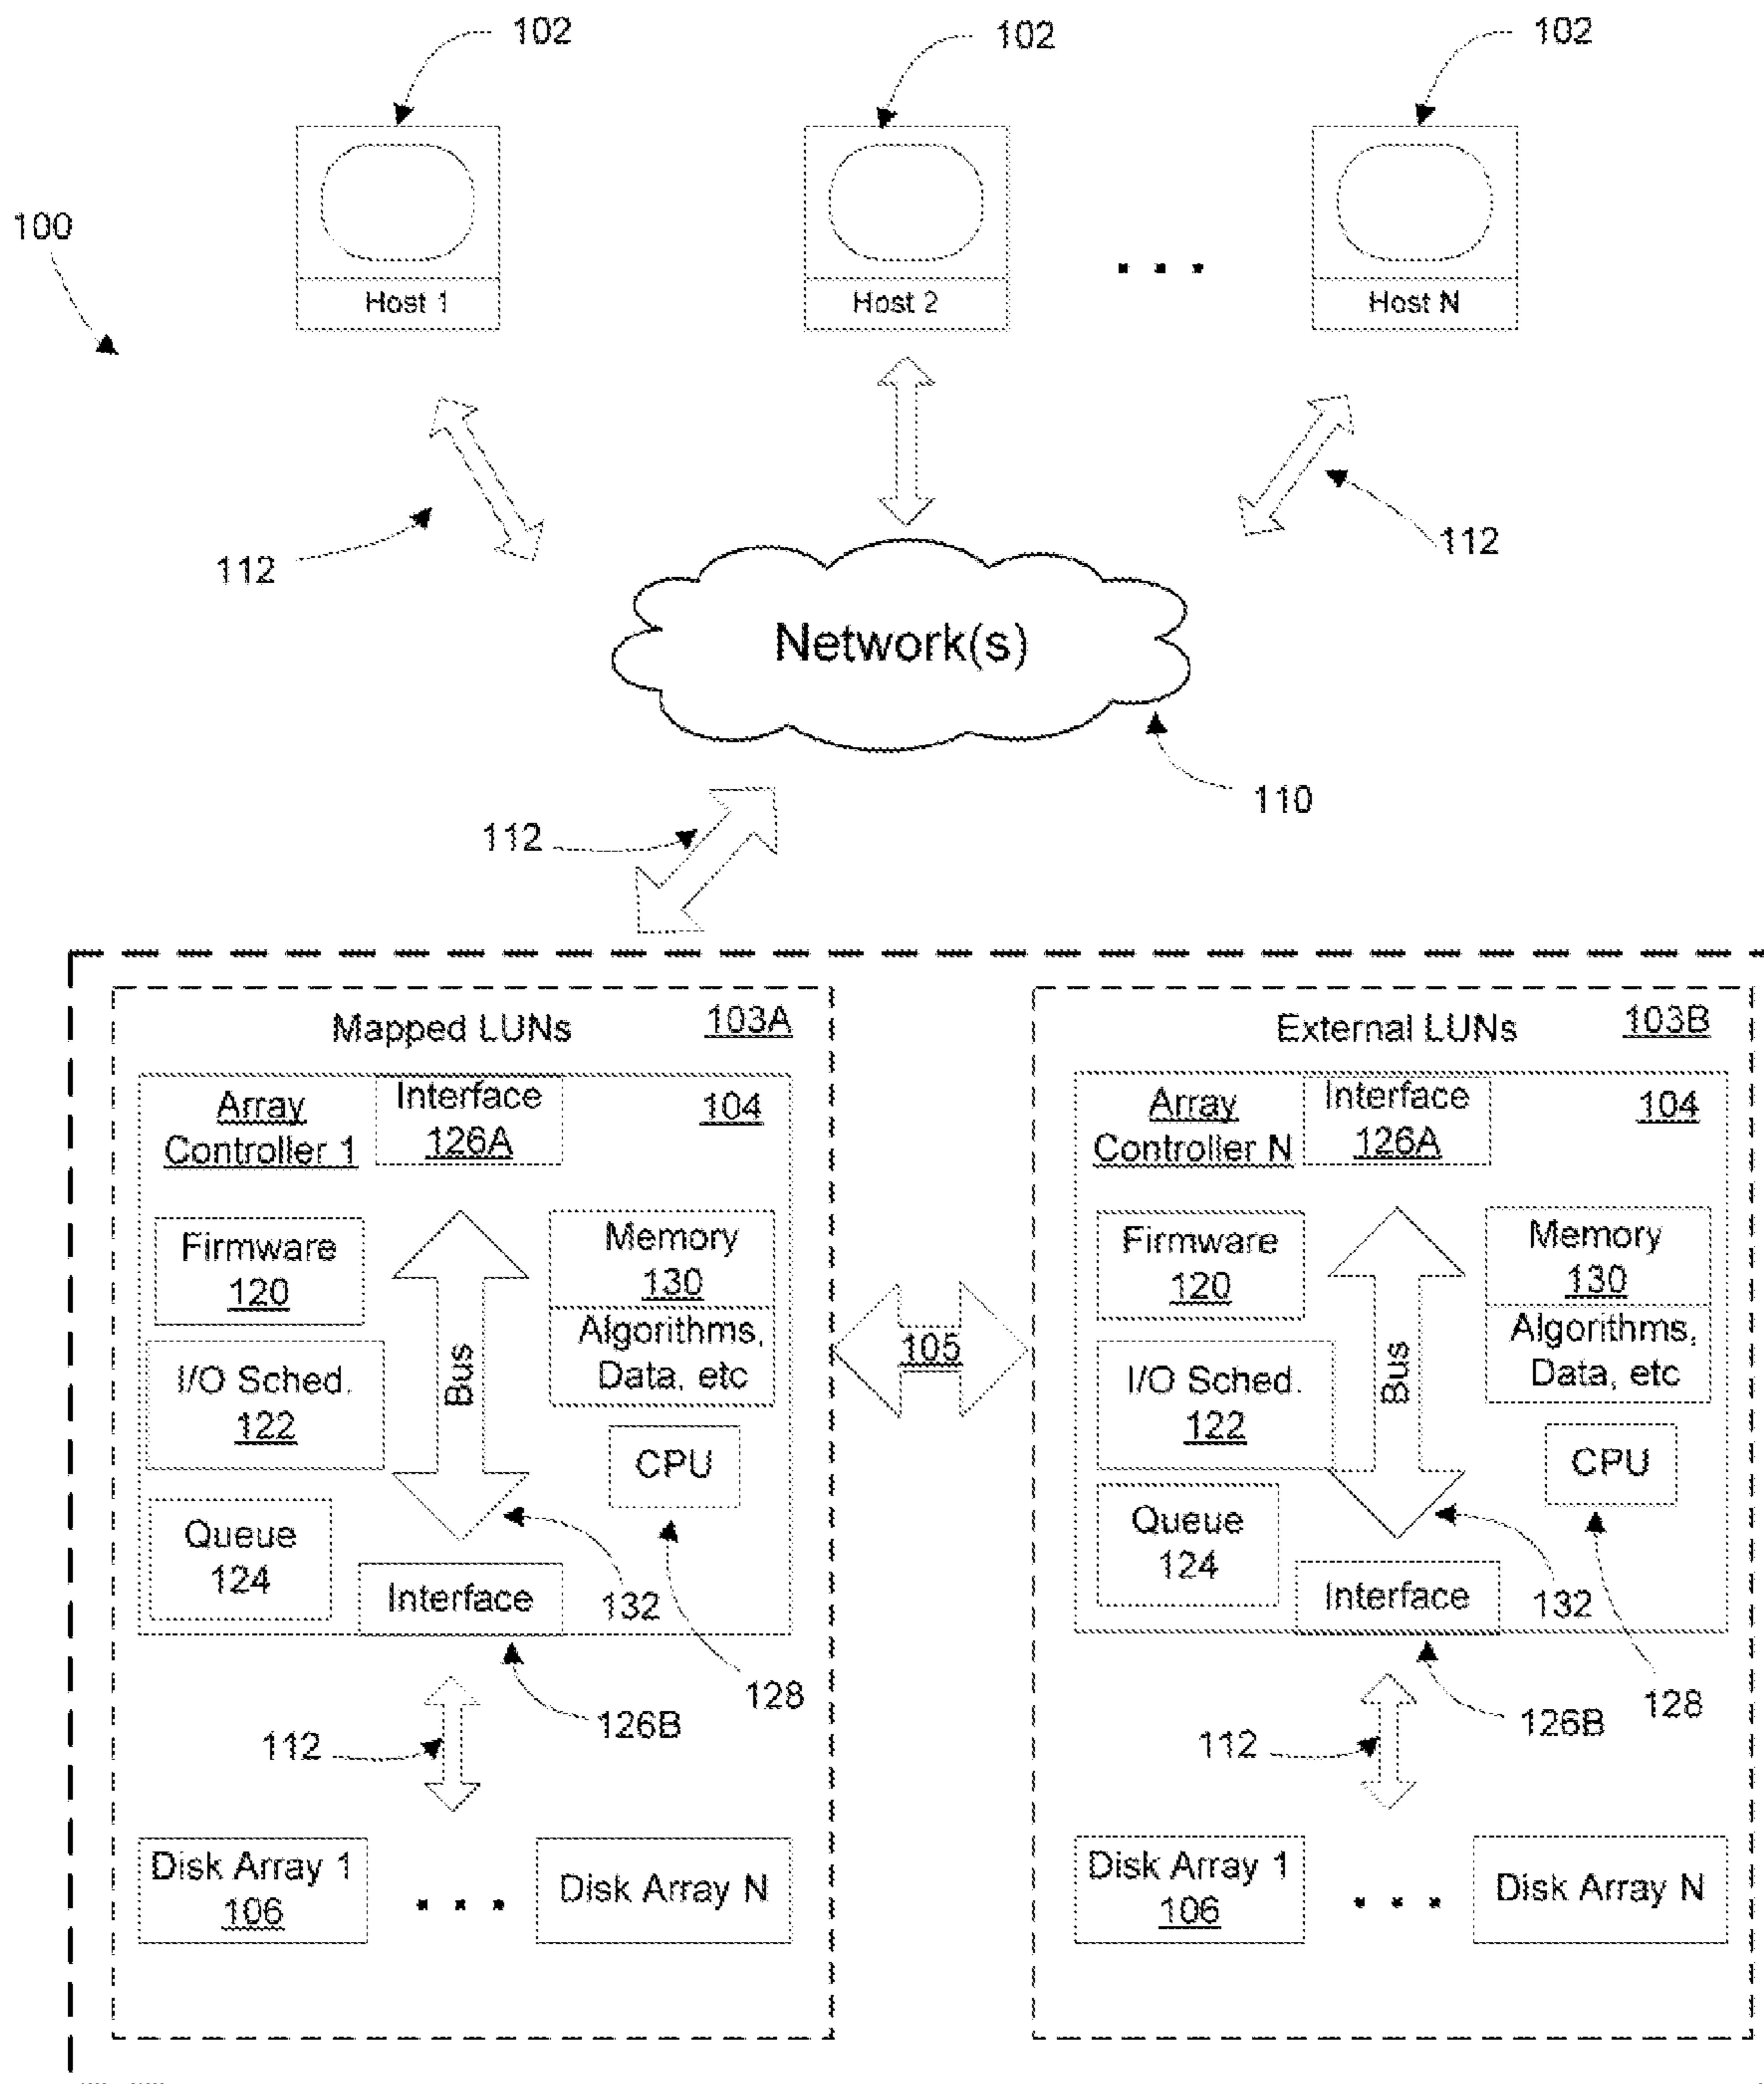 102
102
102
100
Host 1
Host 2
. . .
Host N
112
112
Network(s)
110
112
Mapped LUNs
103A
Array
Controller 1
Interface
126A
104
Firmware
120
Memory
130
Algorithms,
Data, etc
I/O Sched.
122
Bus
CPU
Queue
124
Interface
132
128
126B
112
Disk Array 1
106
. . .
Disk Array N
105
External LUNs
103B
Array
Controller N
Interface
126A
104
Firmware
120
Memory
130
Algorithms,
Data, etc
I/O Sched.
122
Bus
CPU
Queue
124
Interface
132
128
126B
112
Disk Array 1
106
. . .
Disk Array N